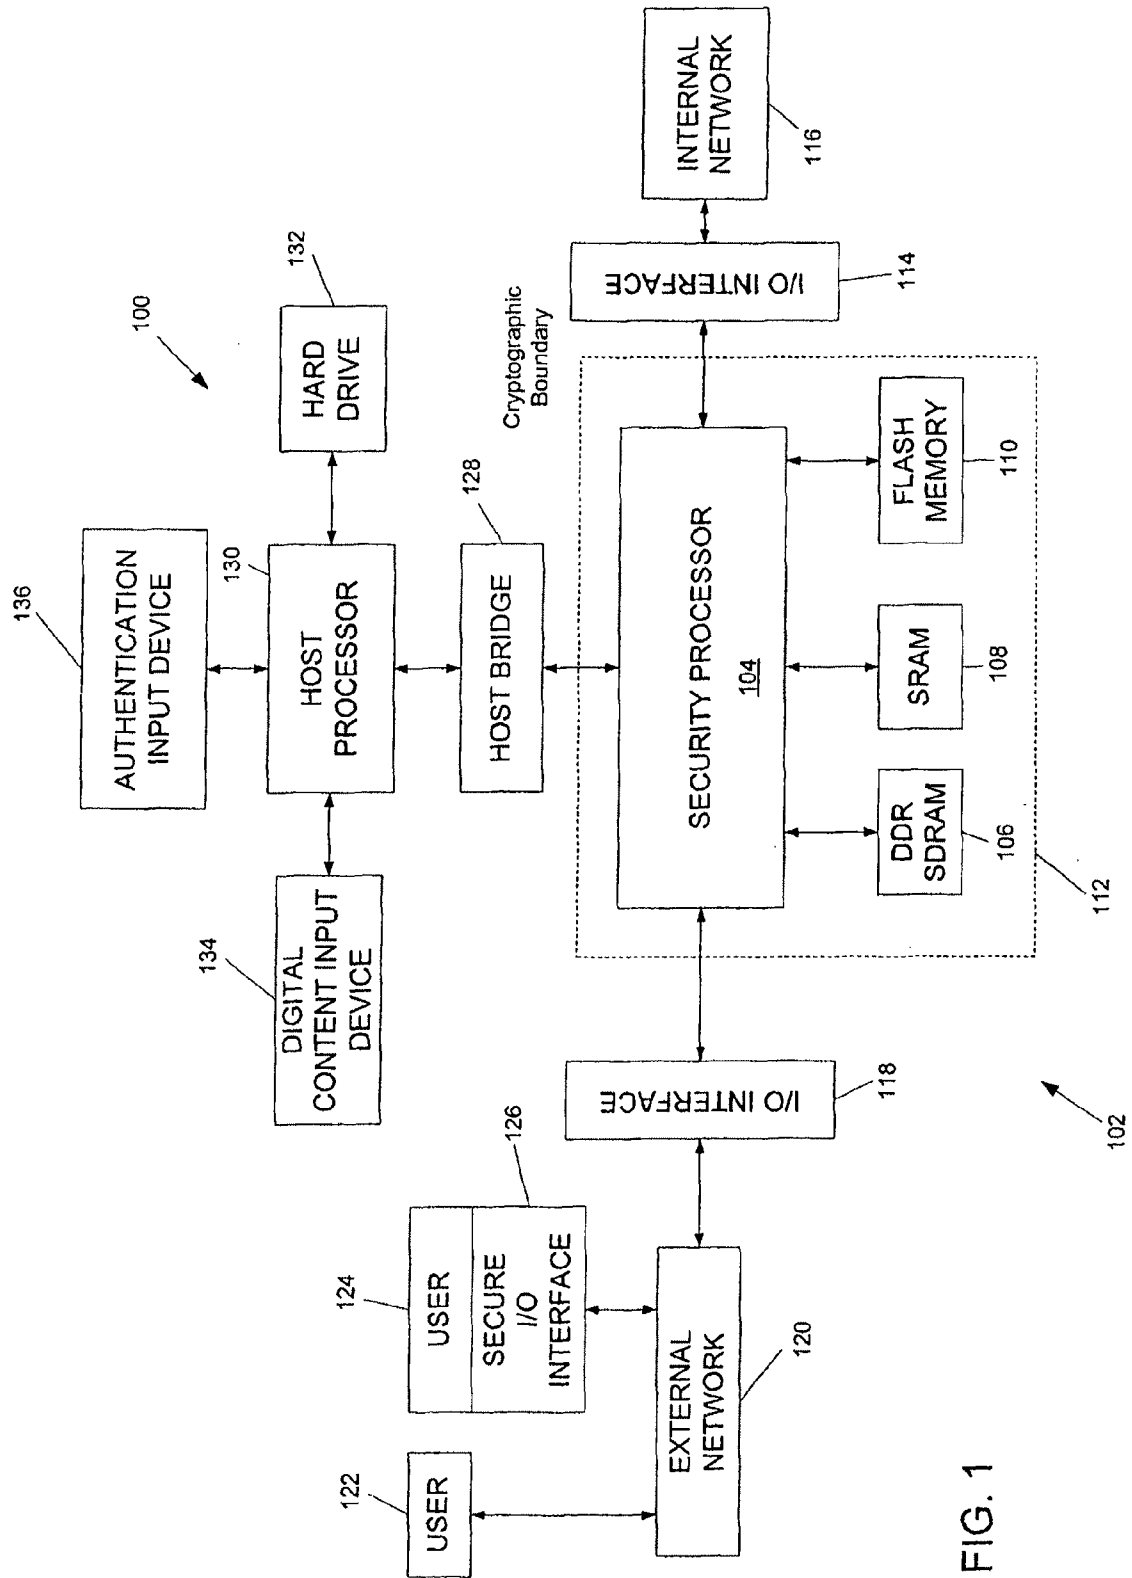 100
136
AUTHENTICATION
INPUT DEVICE
134
DIGITAL
CONTENT INPUT
DEVICE
130
HOST
PROCESSOR
132
HARD
DRIVE
128
HOST BRIDGE
124
USER
SECURE
I/O
INTERFACE
126
122
USER
Cryptographic
Boundary
EXTERNAL
NETWORK
120
I/O INTERFACE
118
SECURITY PROCESSOR
104
I/O INTERFACE
114
INTERNAL
NETWORK
116
DDR
SDRAM
106
SRAM
108
FLASH
MEMORY
110
112
102
FIG. 1